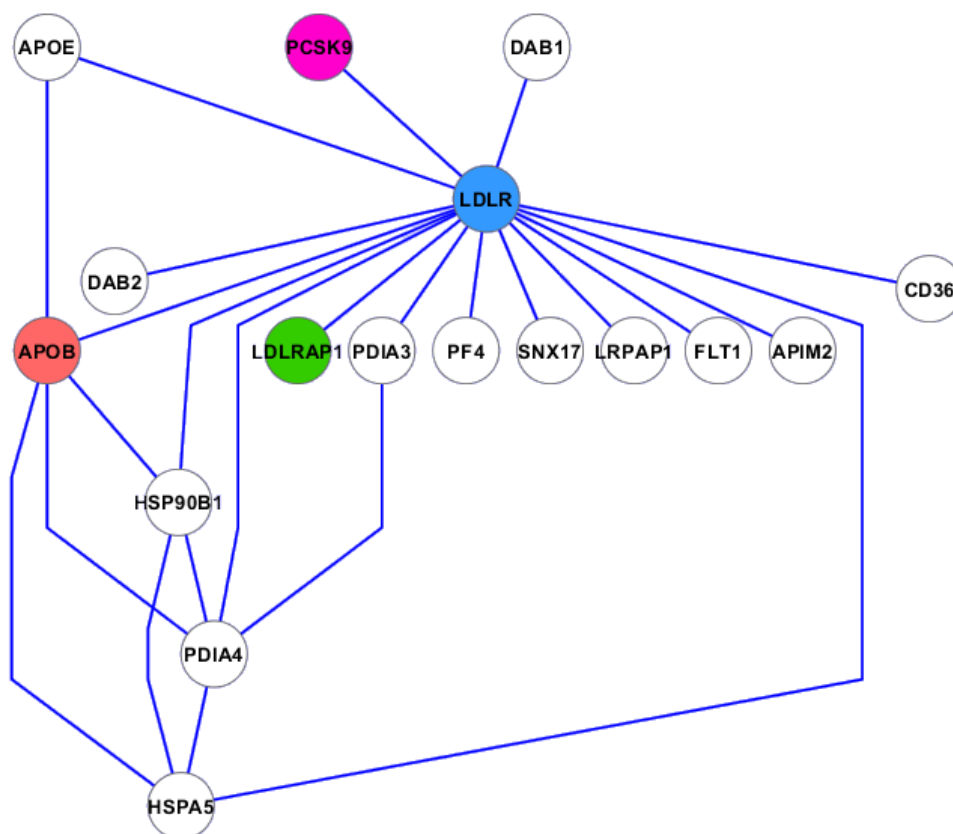 APOE
PCSK9
DAB1
LDLR
DAB2
CD36
APOB
LDLRAP1
PDIA3
PF4
SNX17
LRPAP1
FLT1
APIM2
HSP90B1
PDIA4
HSPA5